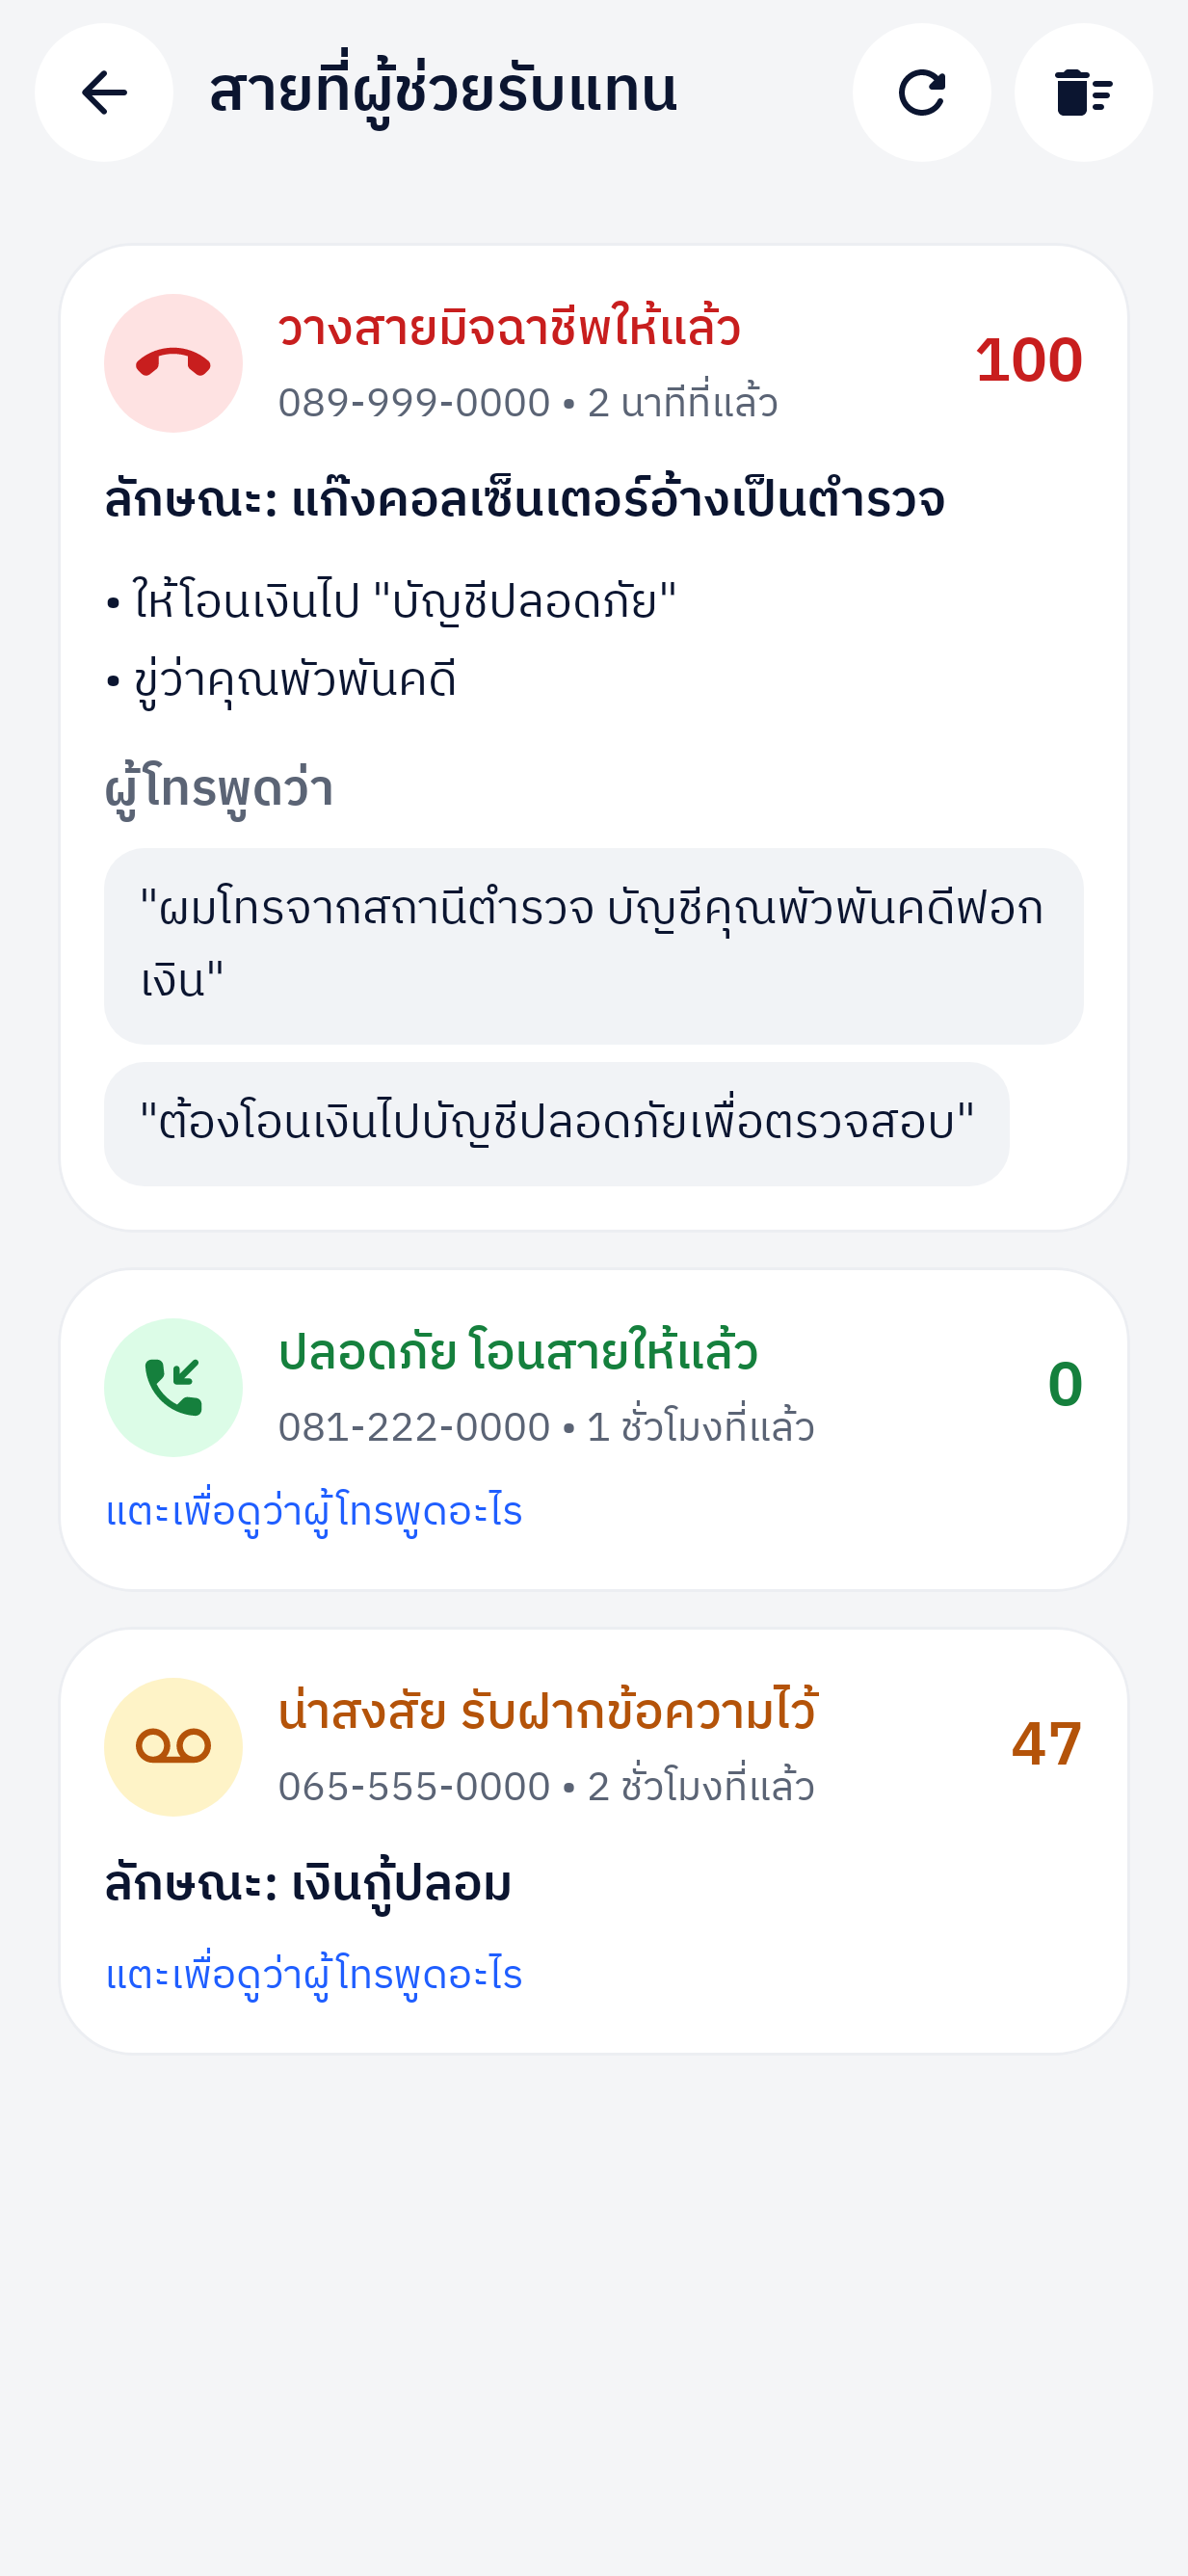 สายที่ผู้ช่วยรับแทน
วางสายมิจฉาชีพให้แล้ว
100
089-999-0000 • 2 นาทีที่แล้ว
ลักษณะ: แก๊งคอลเซ็นเตอร์อ้างเป็นตำรวจ
• ให้โอนเงินไป "บัญชีปลอดภัย"
• ขู่ว่าคุณพัวพันคดี
ผู้โทรพูดว่า
"ผมโทรจากสถานีตำรวจ บัญชีคุณพัวพันคดีฟอก
เงิน"
"ต้องโอนเงินไปบัญชีปลอดภัยเพื่อตรวจสอบ"
ปลอดภัย โอนสายให้แล้ว
0
081-222-0000 • 1 ชั่วโมงที่แล้ว
แตะเพื่อดูว่าผู้โทรพูดอะไร
น่าสงสัย รับฝากข้อความไว้
47
065-555-0000 • 2 ชั่วโมงที่แล้ว
ลักษณะ: เงินกู้ปลอม
แตะเพื่อดูว่าผู้โทรพูดอะไร